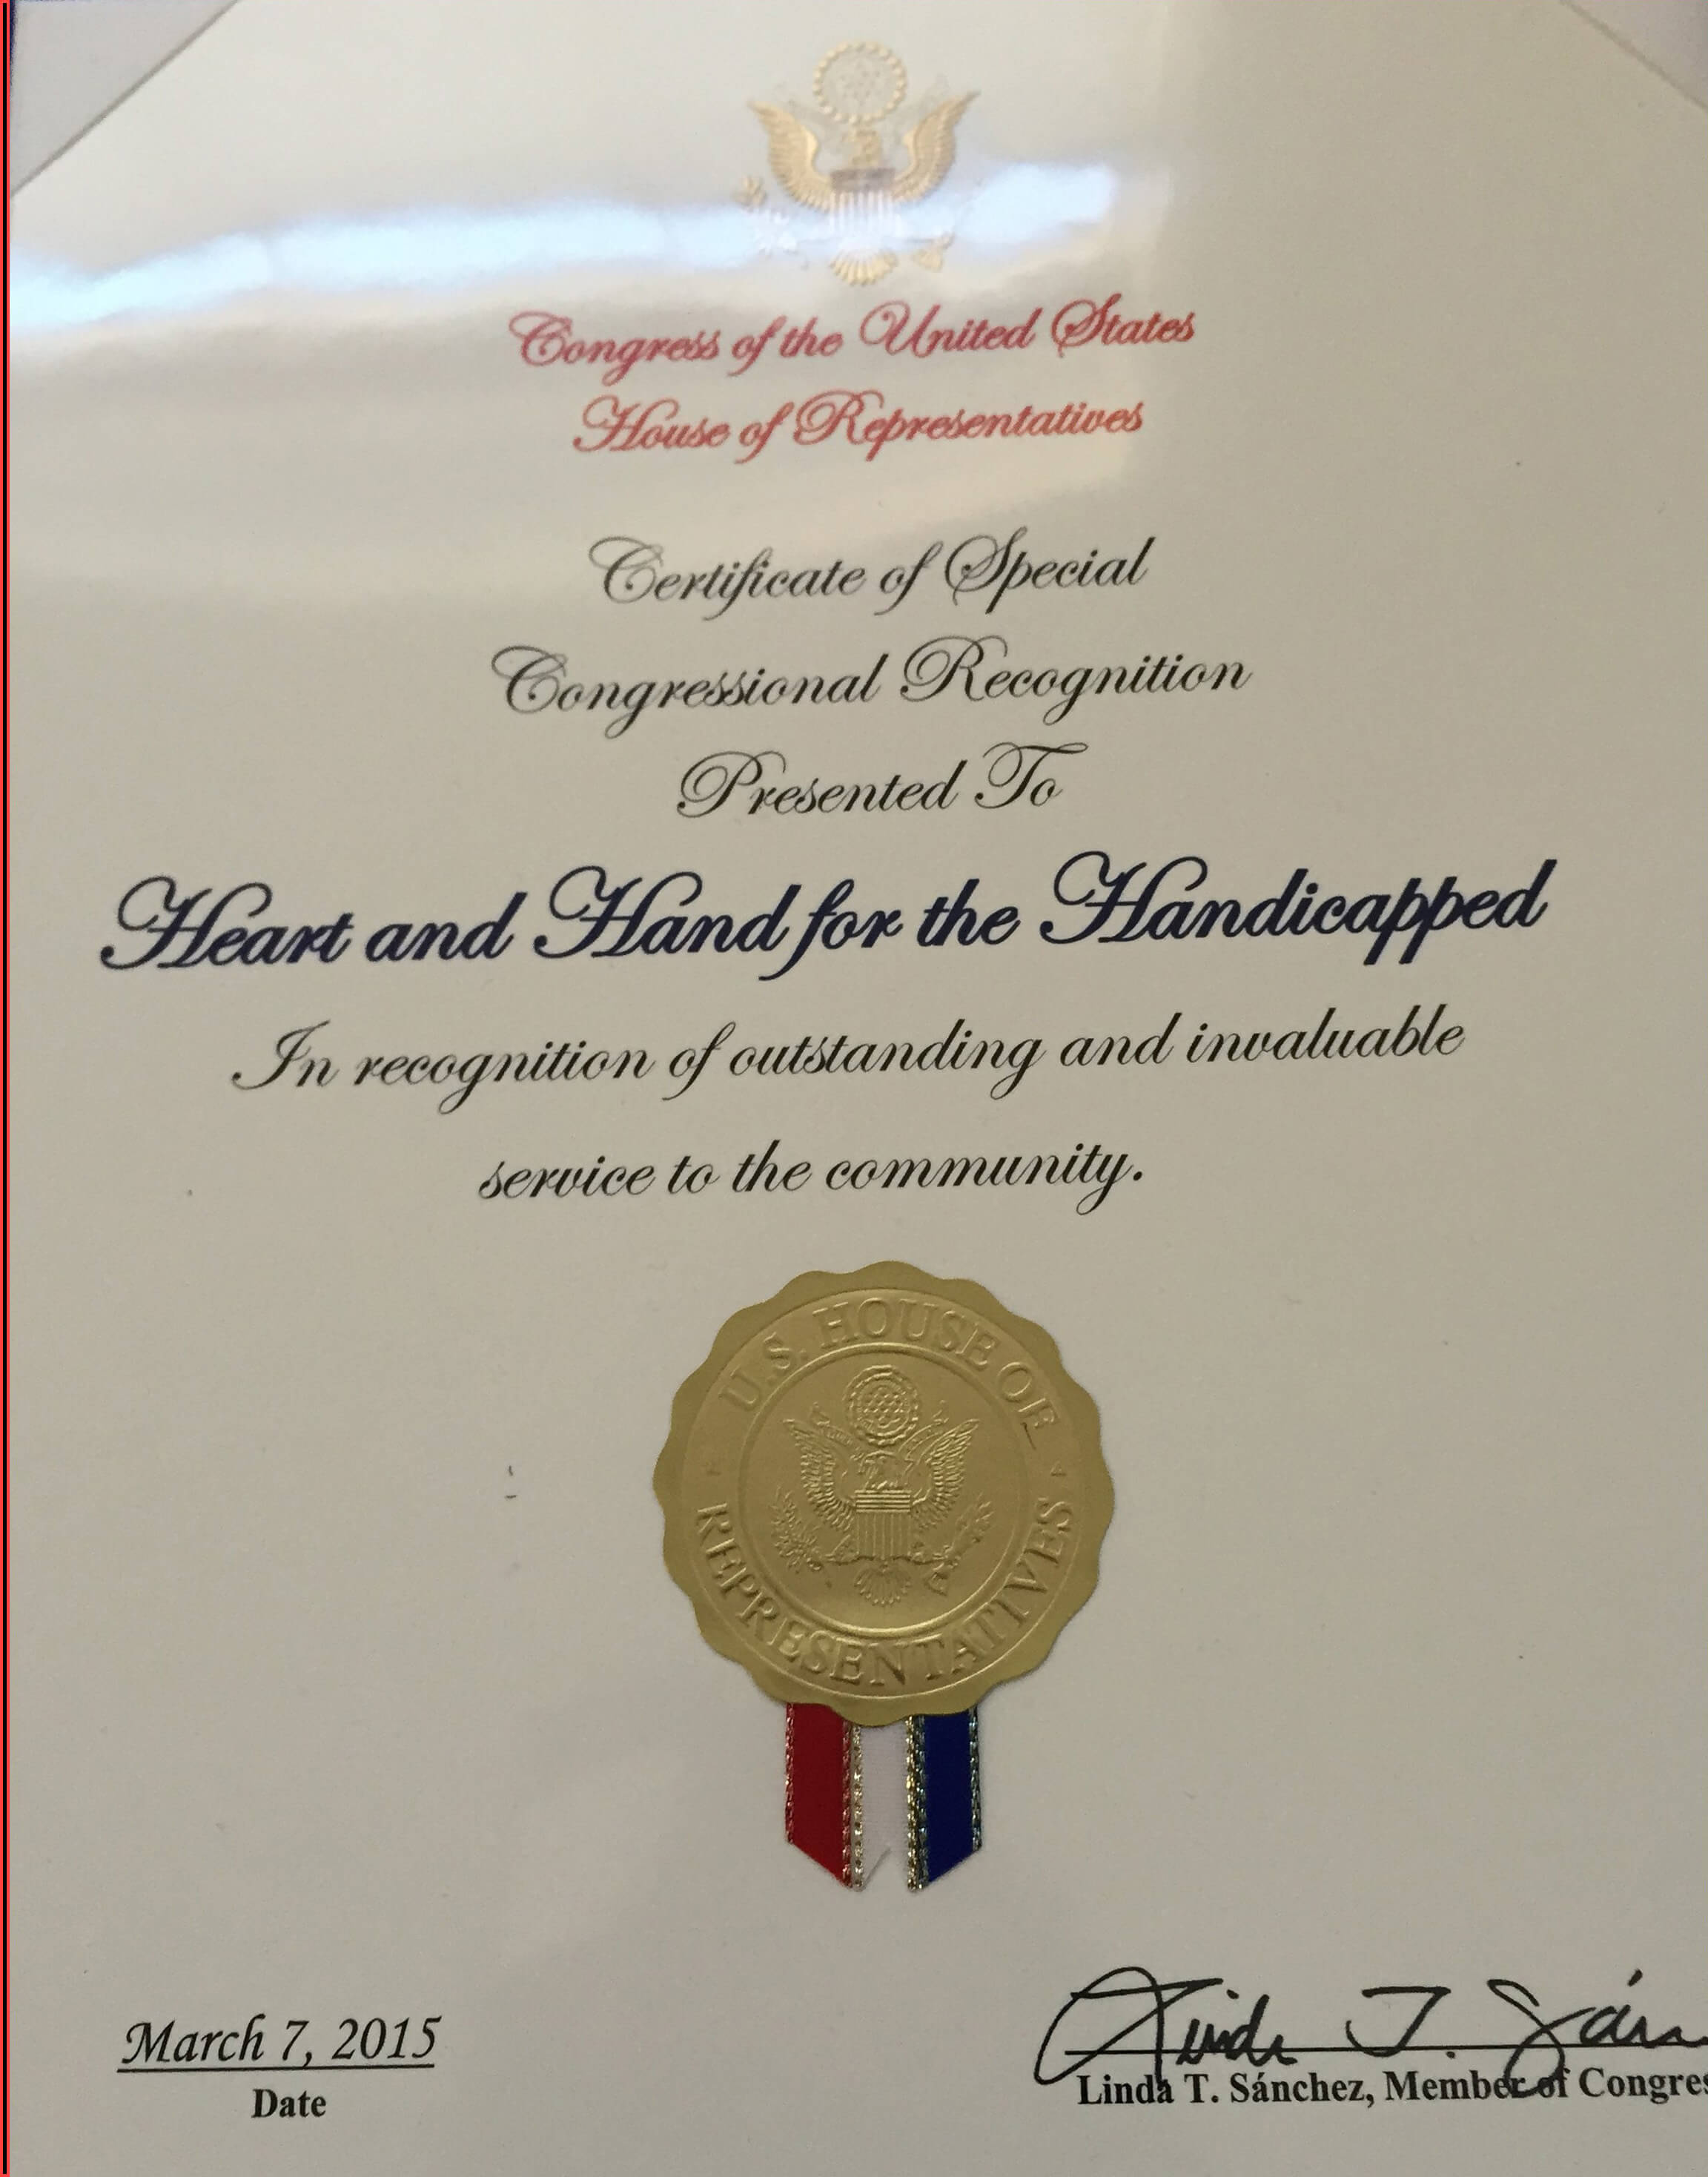 Congress of the United States
House of Representatives
Certificate of Special
Congressional Recognition
Presented To
Heart and Hand for the Handicapped
In recognition of outstanding and invaluable
service to the community.
U.S. HOUSE OF
REPRESENTATIVES
March 7, 2015
Date
Linda T. Sán
Linda T. Sánchez, Member of Congres